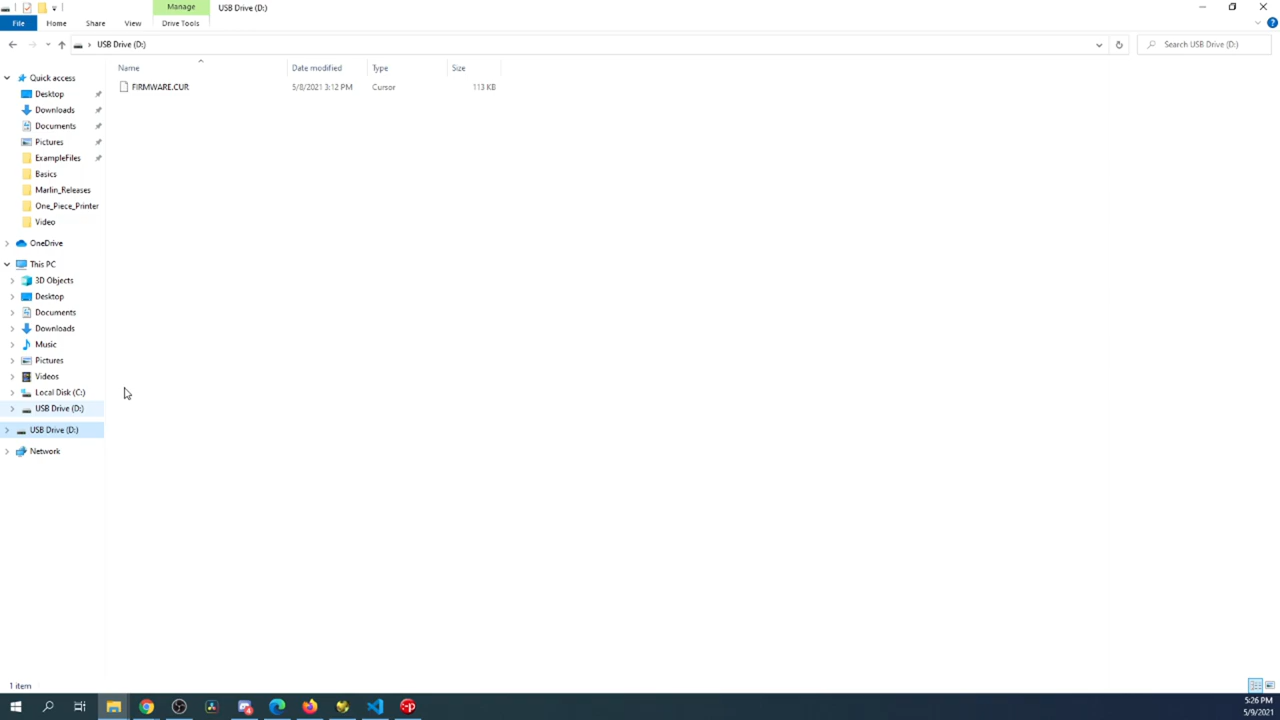 Manage
USB Drive (D:)
File
Home
Share
View
Drive Tools
USB Drive (D:)
Search USB Drive (D:)
Name
Date modified
Type
Size
FIRMWARE.CUR
5/8/2021 3:12 PM
Cursor
113 KB
Quick access
Desktop
Downloads
Documents
Pictures
ExampleFiles
Basics
Marlin_Releases
One_Piece_Printer
Video
OneDrive
This PC
3D Objects
Desktop
Documents
Downloads
Music
Pictures
Videos
Local Disk (C:)
USB Drive (D:)
USB Drive (D:)
Network
1 item
5:26 PM
5/9/2021